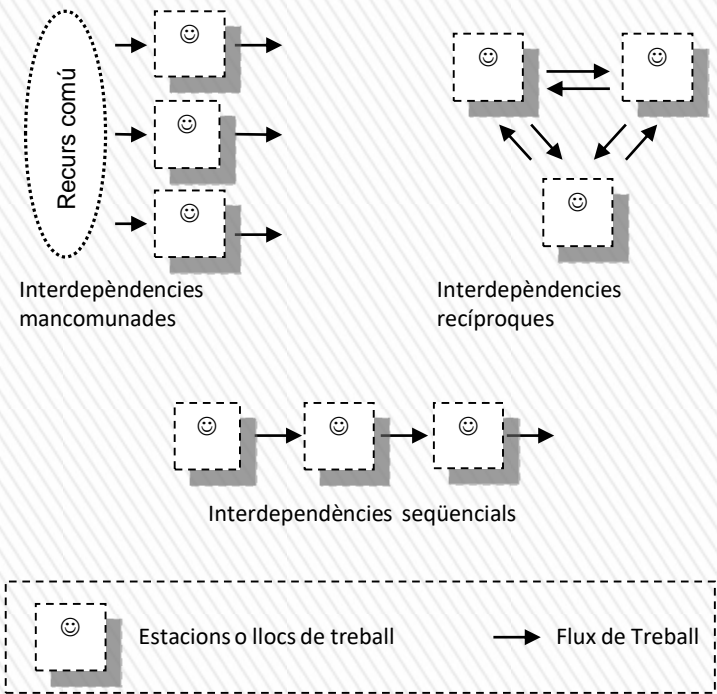 Recurs comú
Interdepèndencies
mancomunades
Interdepèndencies
recíproques
Interdependències seqüencials
Estacions o llocs de treball
Flux de Treball